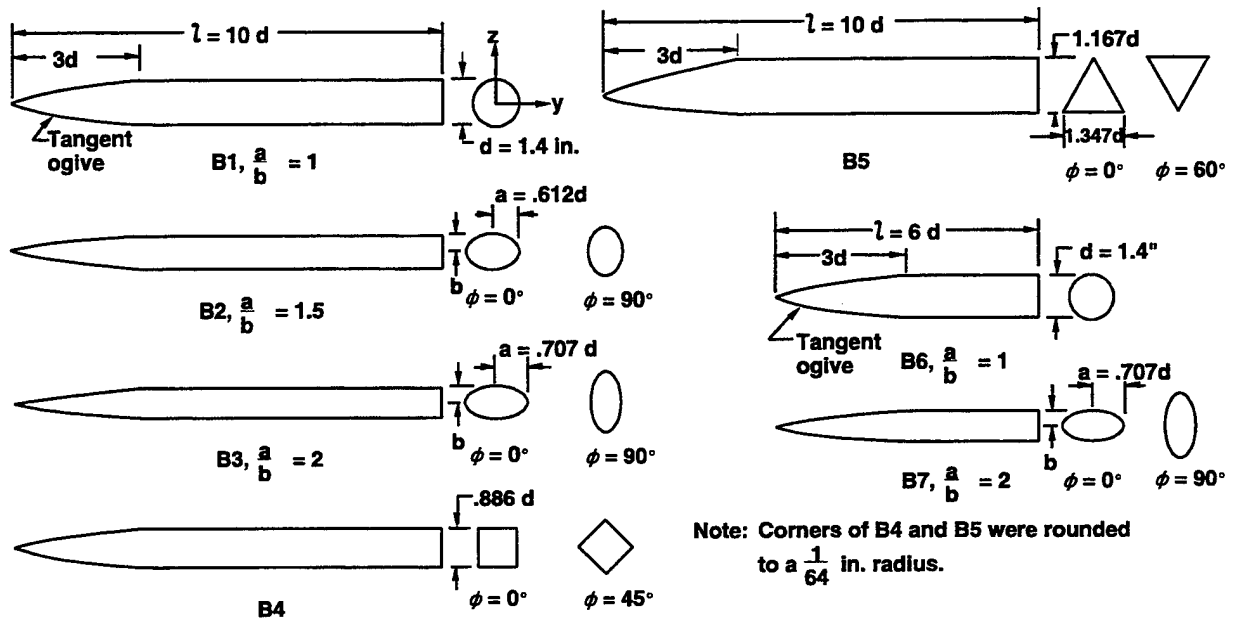 l = 10 d
3d
z
y
Tangent
ogive
d = 1.4 in.
B1, a/b = 1
l = 10 d
3d
1.167d
1.347d
B5
ϕ = 0° ϕ = 60°
a = .612d
b
ϕ = 0°
ϕ = 90°
B2, a/b = 1.5
l = 6 d
3d
d = 1.4"
Tangent
ogive
B6, a/b = 1
a = .707 d
b
ϕ = 0°
ϕ = 90°
B3, a/b = 2
a = .707d
b
ϕ = 0°
ϕ = 90°
B7, a/b = 2
.886 d
ϕ = 0°
ϕ = 45°
B4
Note: Corners of B4 and B5 were rounded
to a 1/64 in. radius.